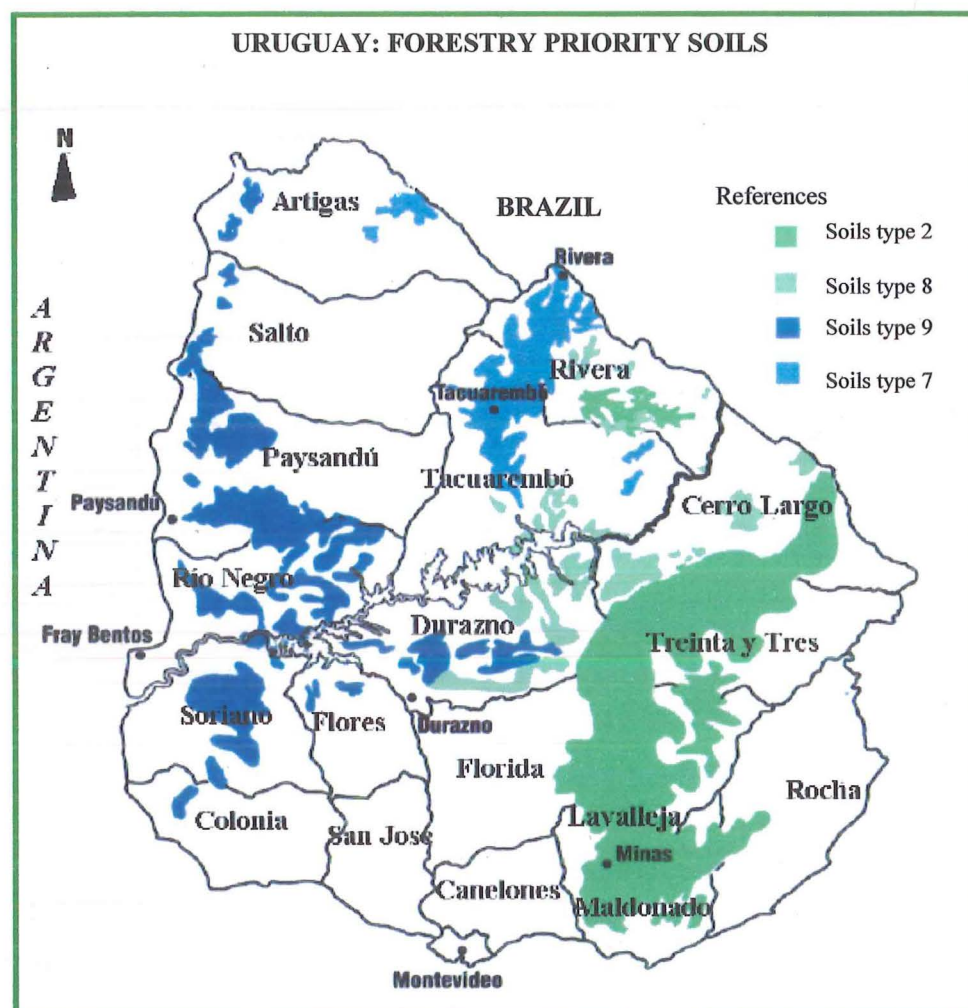 URUGUAY: FORESTRY PRIORITY SOILS
N
Artigas
BRAZIL
References
Soils type 2
Soils type 8
Soils type 9
Soils type 7
ARGENTINA
Rivera
Salto
Rivera
Tacuarembó
Paysandú
Tacuarembó
Paysandú
Cerro Largo
Río Negro
Fray Bentos
Durazno
Treinta y Tres
Soriano
Flores
Durazno
Florida
Rocha
Colonia
San José
Lavalleja
Minas
Canelones
Maldonado
Montevideo